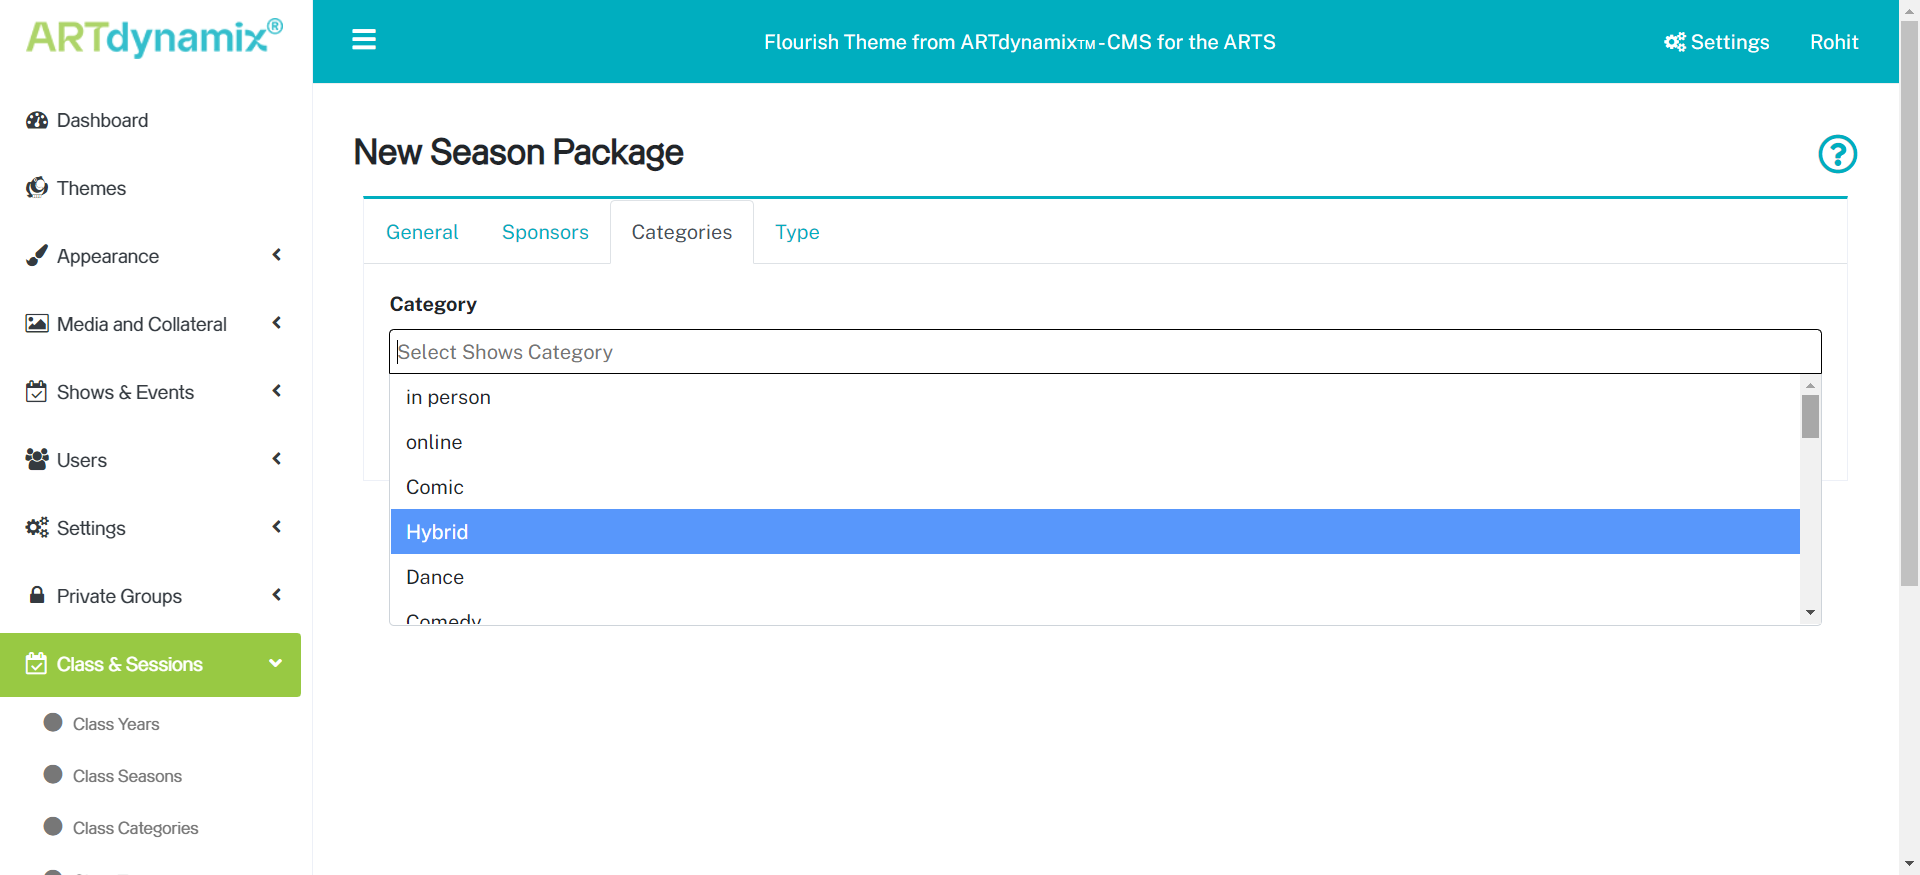 ARTdynamix®
Flourish Theme from ARTdynamix™ - CMS for the ARTS
Settings
Rohit
Dashboard
Themes
Appearance
Media and Collateral
Shows & Events
Users
Settings
Private Groups
Class & Sessions
Class Years
Class Seasons
Class Categories
New Season Package
General
Sponsors
Categories
Type
Category
Select Shows Category
in person
online
Comic
Hybrid
Dance
Comedy